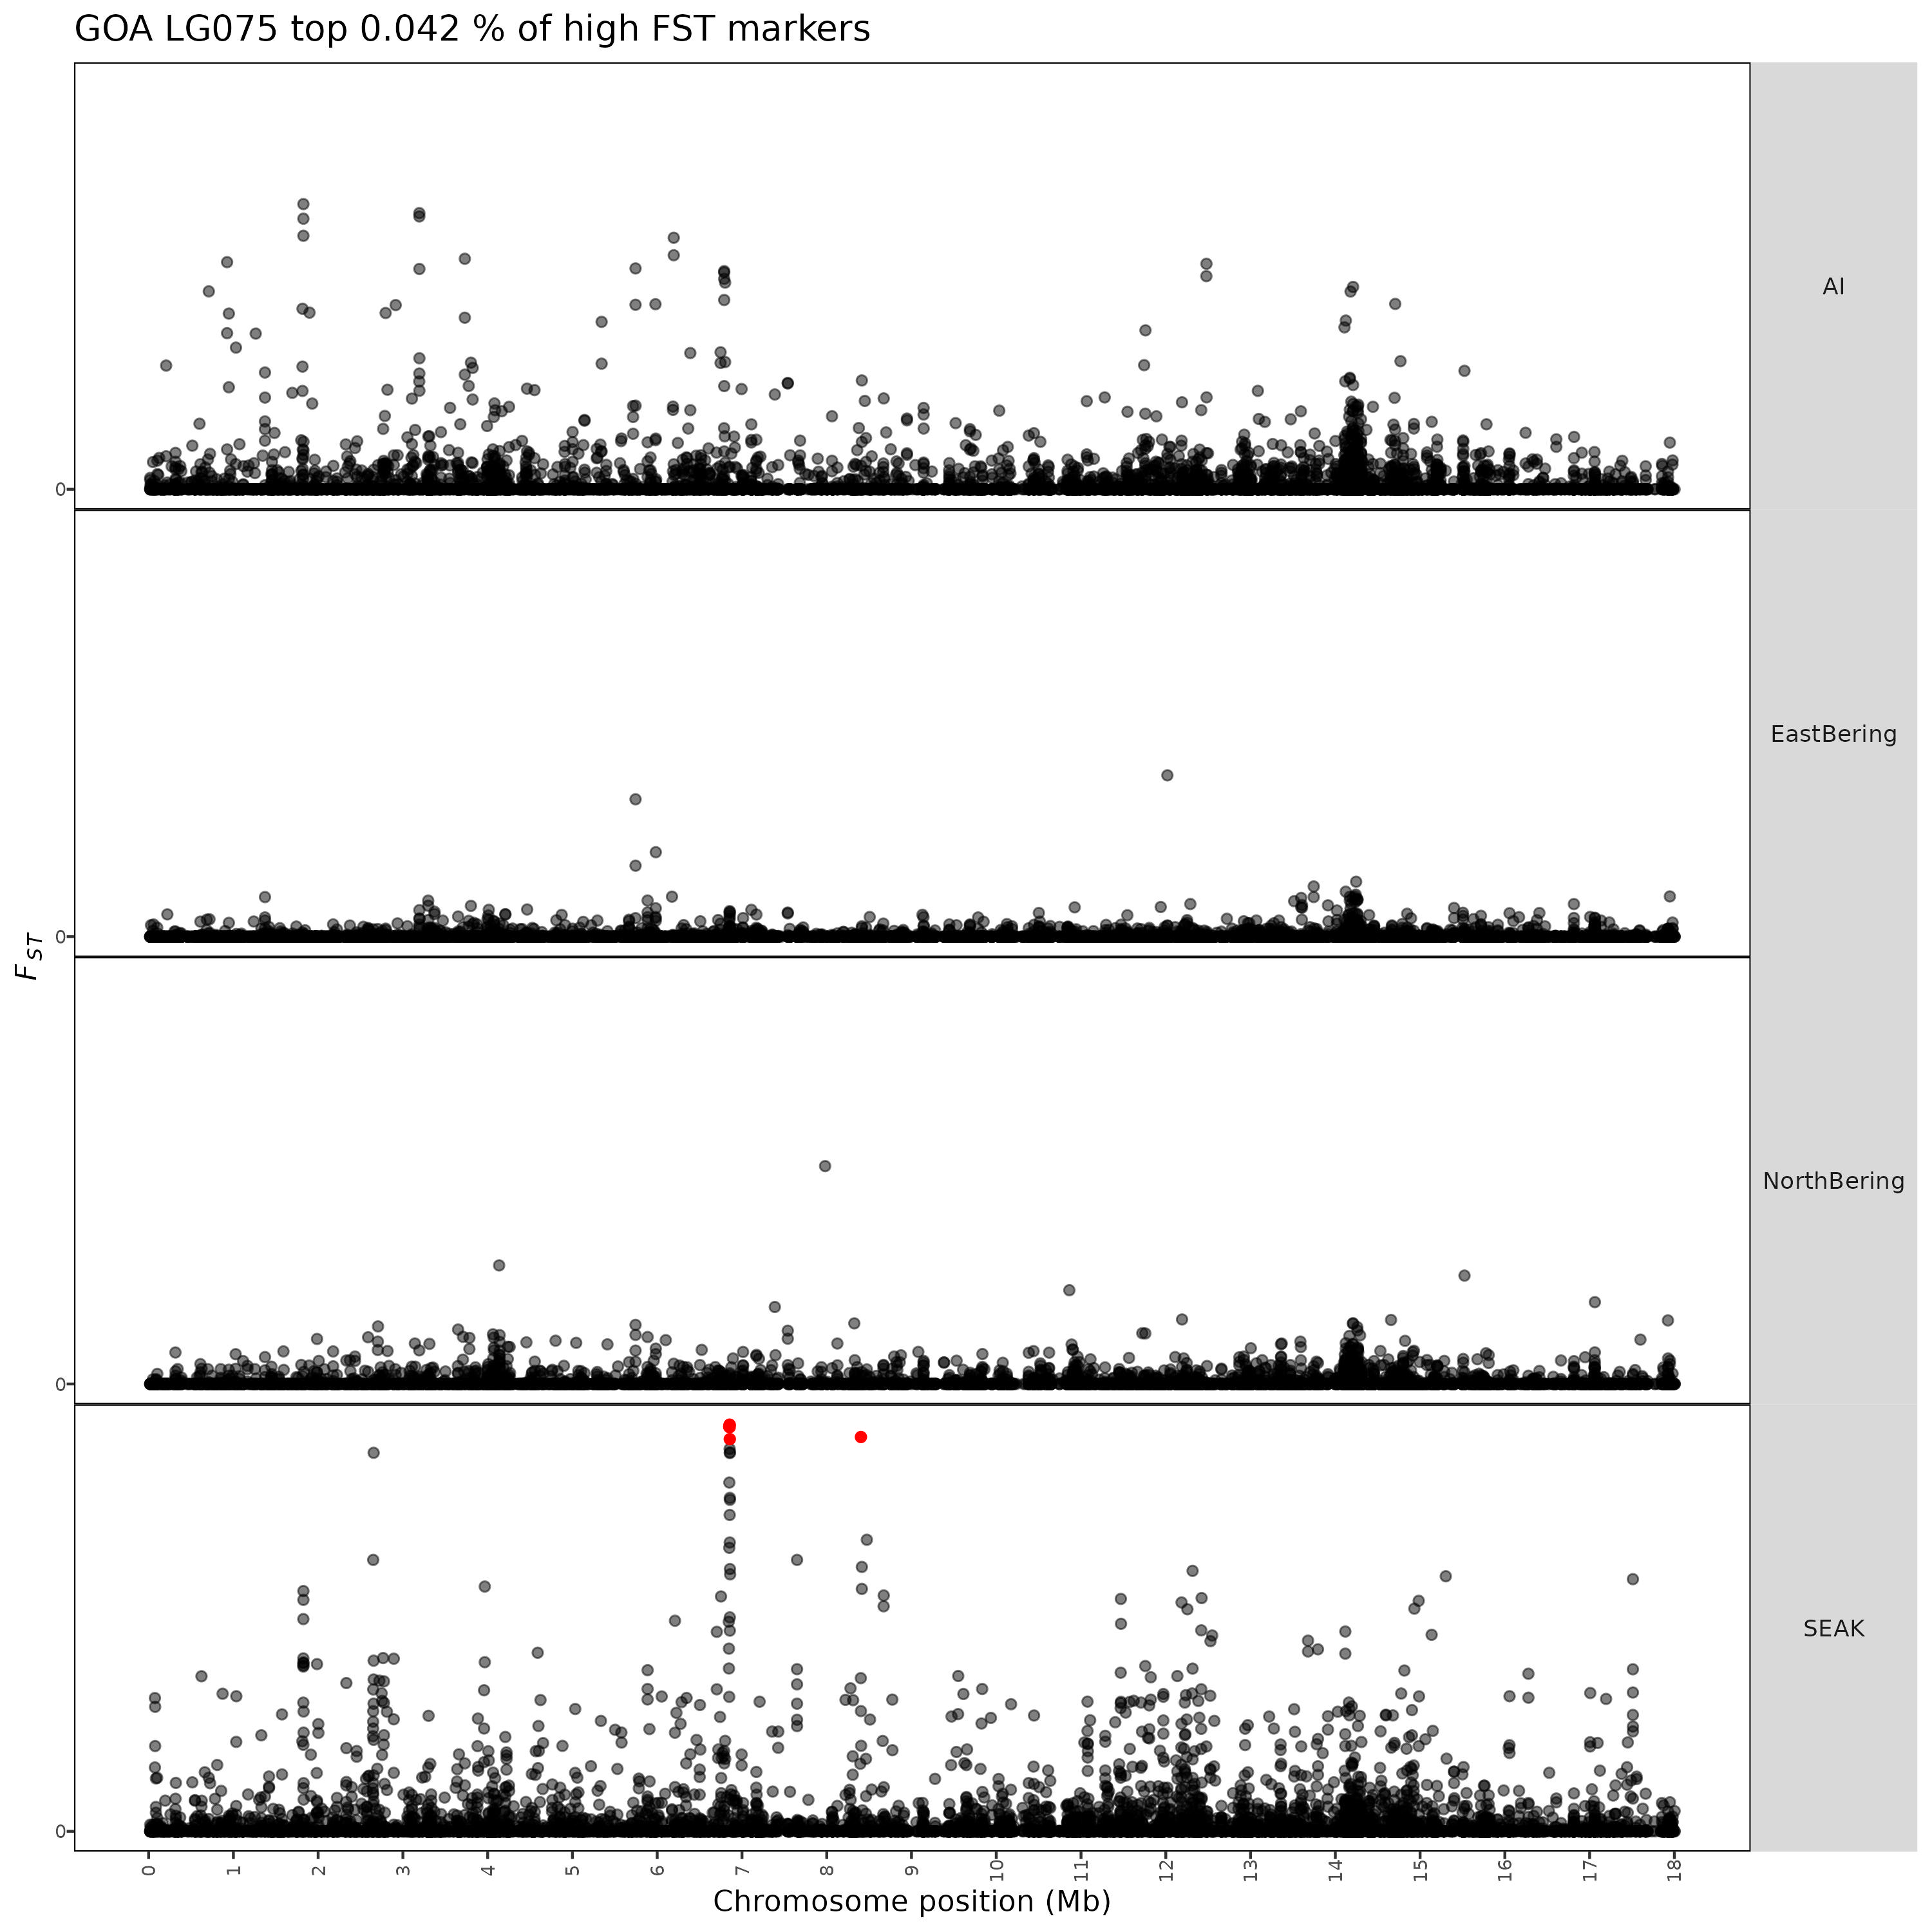 GOA LG075 top 0.042 % of high FST markers
AI
0
EastBering
0
FST
NorthBering
0
SEAK
0
0 1 2 3 4 5 6 7 8 9 10 11 12 13 14 15 16 17 18
Chromosome position (Mb)